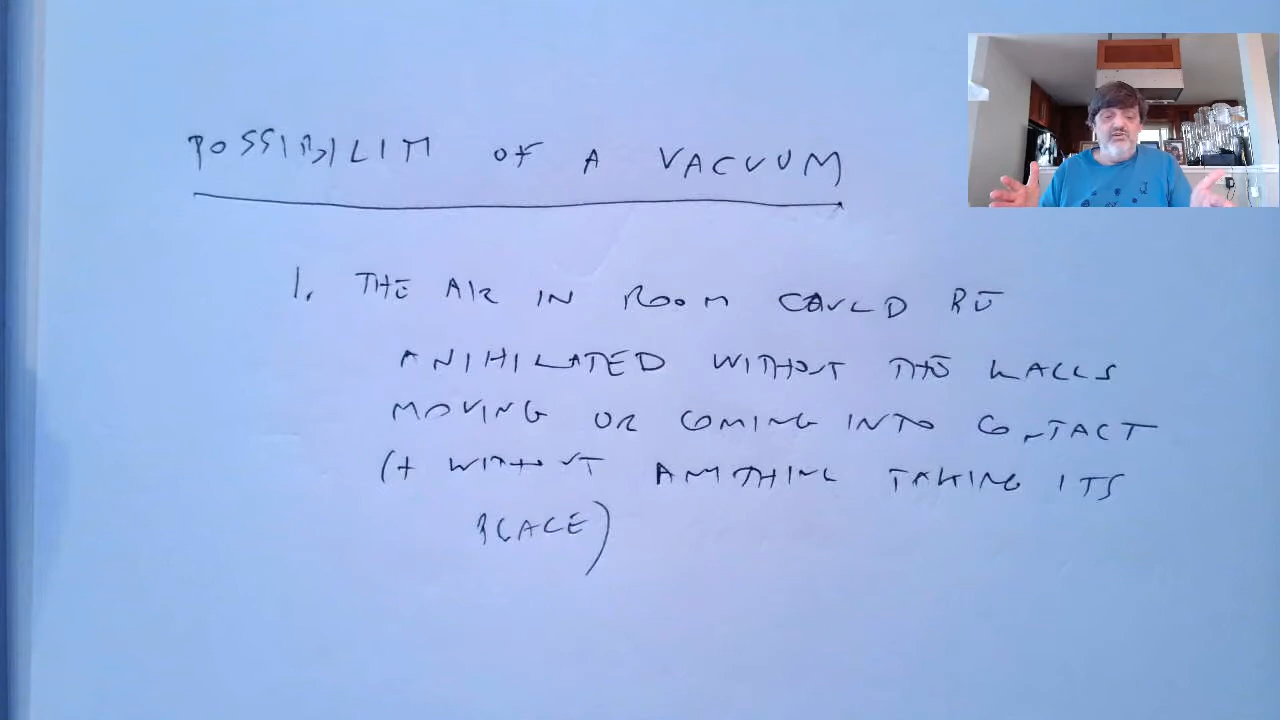 POSSIBILITY OF A VACUUM
1. THE AIR IN ROOM COULD BE
ANIHILATED WITHOUT THE WALLS
MOVING OR COMING INTO CONTACT
(+ WITHOUT ANYTHING TAKING ITS
PLACE)